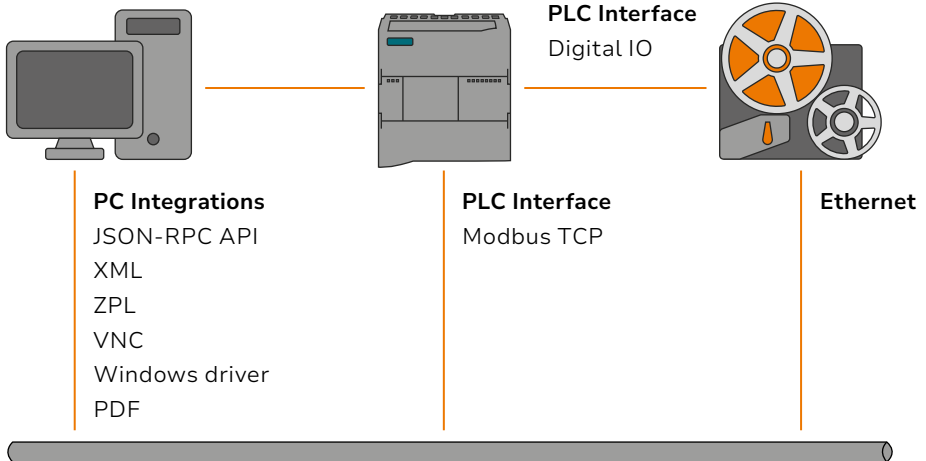 PLC Interface
Digital IO
PC Integrations
JSON-RPC API
XML
ZPL
VNC
Windows driver
PDF
PLC Interface
Modbus TCP
Ethernet